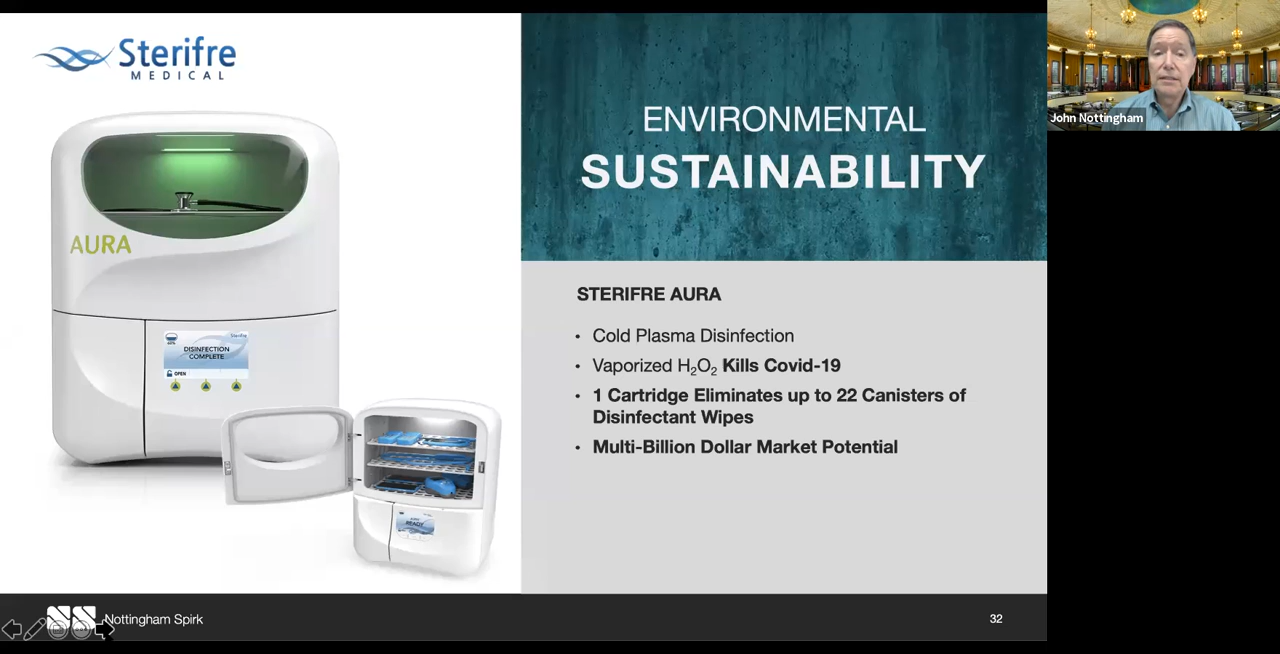 Sterifre
MEDICAL
AURA
DISINFECTION
COMPLETE
OPEN
READY
ENVIRONMENTAL
SUSTAINABILITY
STERIFRE AURA
• Cold Plasma Disinfection
• Vaporized H₂O₂ Kills Covid-19
• 1 Cartridge Eliminates up to 22 Canisters of
Disinfectant Wipes
• Multi-Billion Dollar Market Potential
John Nottingham
Nottingham Spirk
32